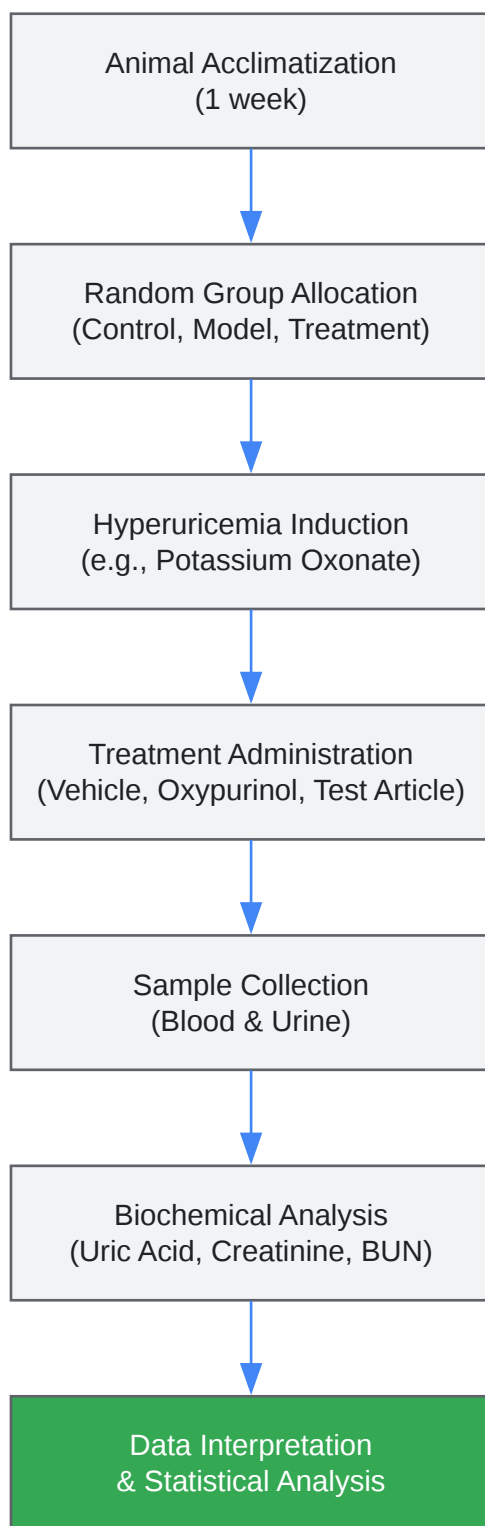 Animal Acclimatization
(1 week)
Random Group Allocation
(Control, Model, Treatment)
Hyperuricemia Induction
(e.g., Potassium Oxonate)
Treatment Administration
(Vehicle, Oxypurinol, Test Article)
Sample Collection
(Blood & Urine)
Biochemical Analysis
(Uric Acid, Creatinine, BUN)
Data Interpretation
& Statistical Analysis